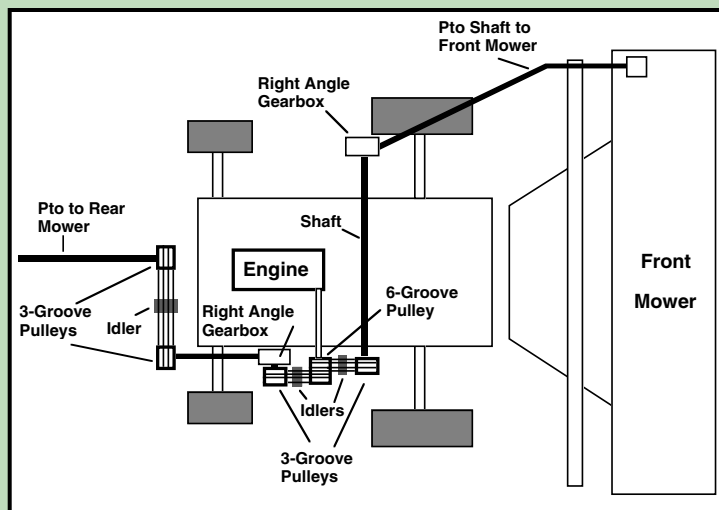 Pto Shaft to
Front Mower
Right Angle
Gearbox
Pto to Rear
Mower
Shaft
Engine
Front
Mower
6-Groove
Pulley
3-Groove
Pulleys
Idler
Right Angle
Gearbox
Idlers
3-Groove
Pulleys